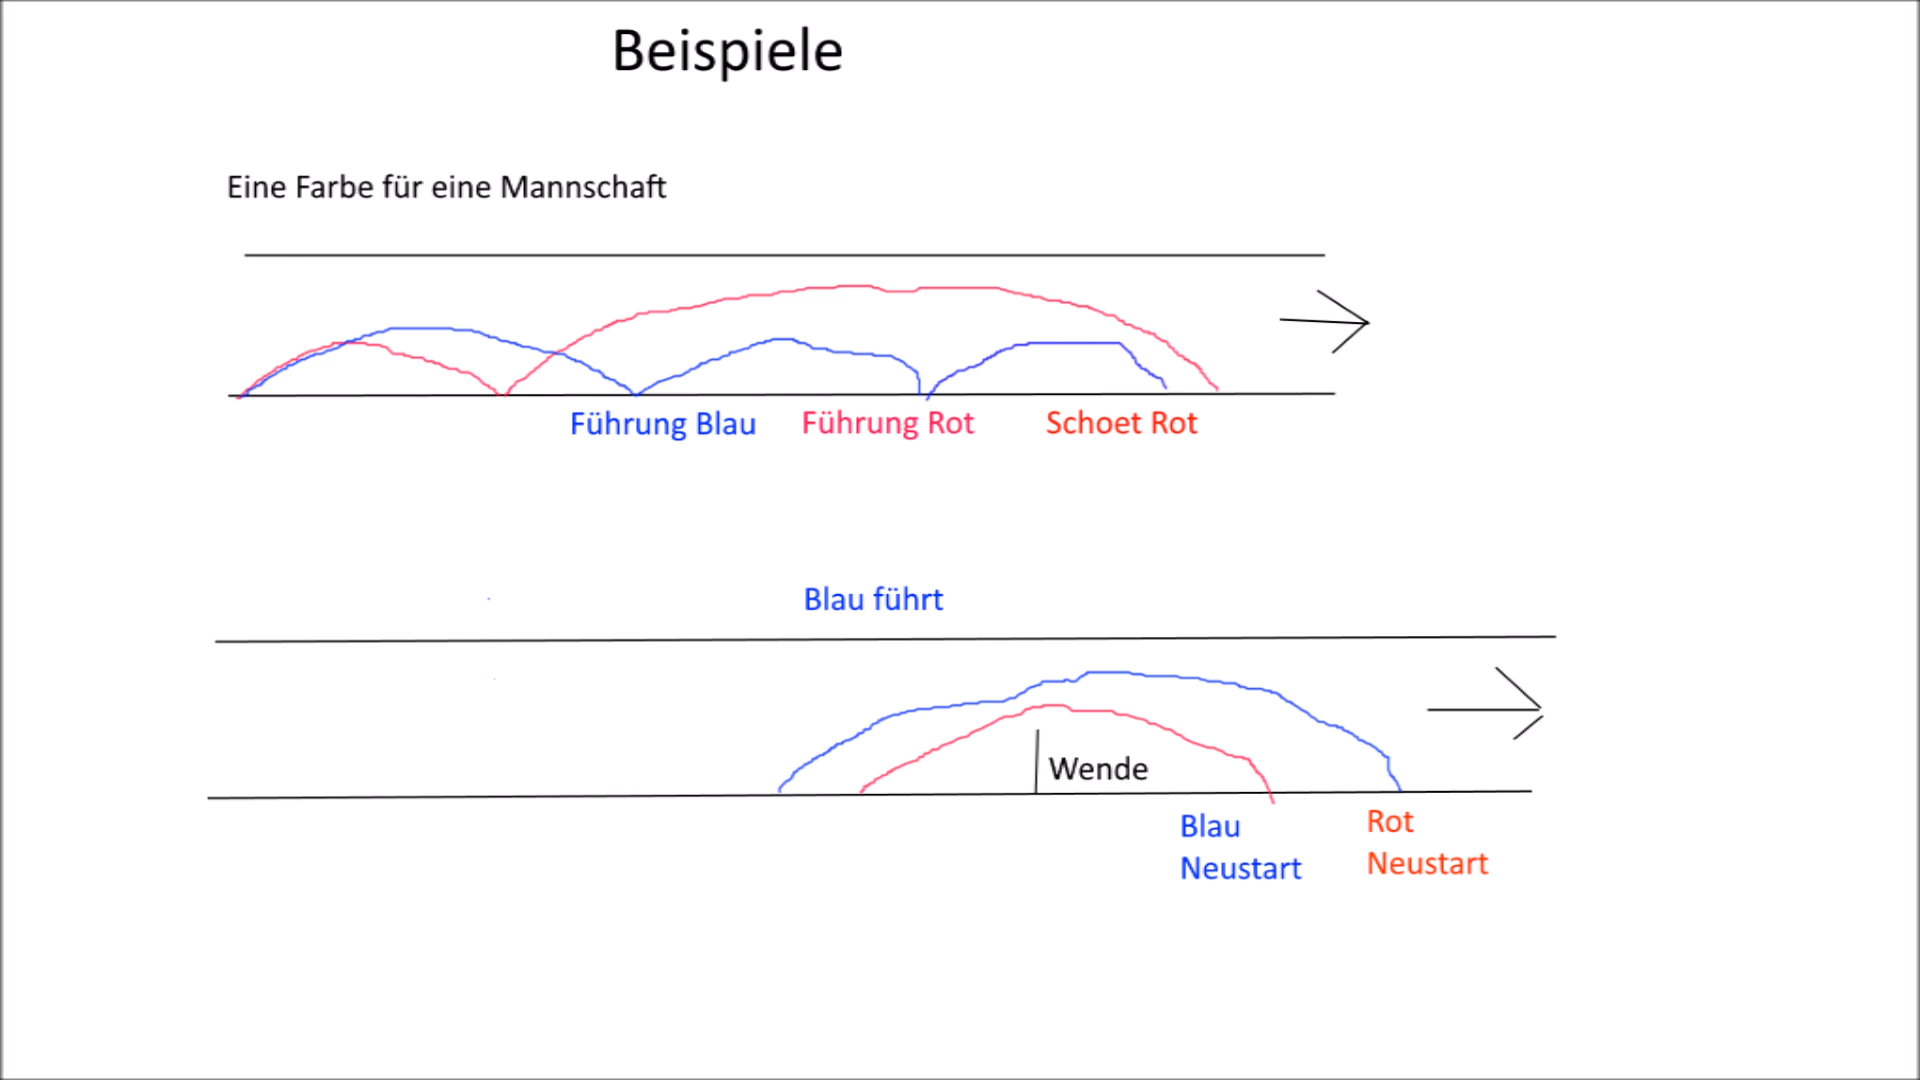 Beispiele
Eine Farbe für eine Mannschaft
Führung Blau Führung Rot Schoet Rot
Blau führt
Wende
Blau Neustart
Rot Neustart